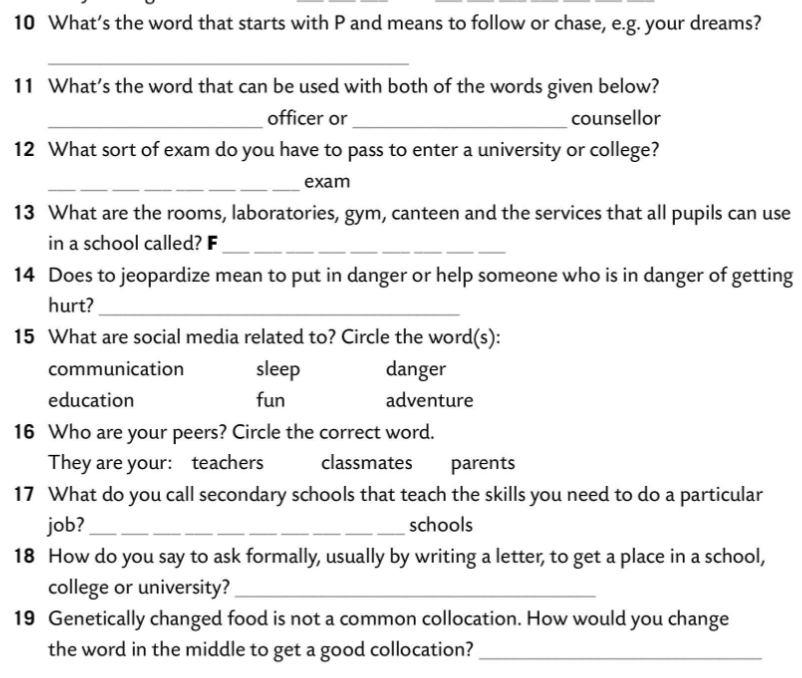 10 What's the word that starts with P and means to follow or chase, e.g. your dreams?
11 What's the word that can be used with both of the words given below?
officer or counsellor
12 What sort of exam do you have to pass to enter a university or college?
exam
13 What are the rooms, laboratories, gym, canteen and the services that all pupils can use
in a school called? F
14 Does to jeopardize mean to put in danger or help someone who is in danger of getting
hurt?
15 What are social media related to? Circle the word(s):
communication sleep danger
education fun adventure
16 Who are your peers? Circle the correct word.
They are your: teachers classmates parents
17 What do you call secondary schools that teach the skills you need to do a particular
job? schools
18 How do you say to ask formally, usually by writing a letter, to get a place in a school,
college or university?
19 Genetically changed food is not a common collocation. How would you change
the word in the middle to get a good collocation?